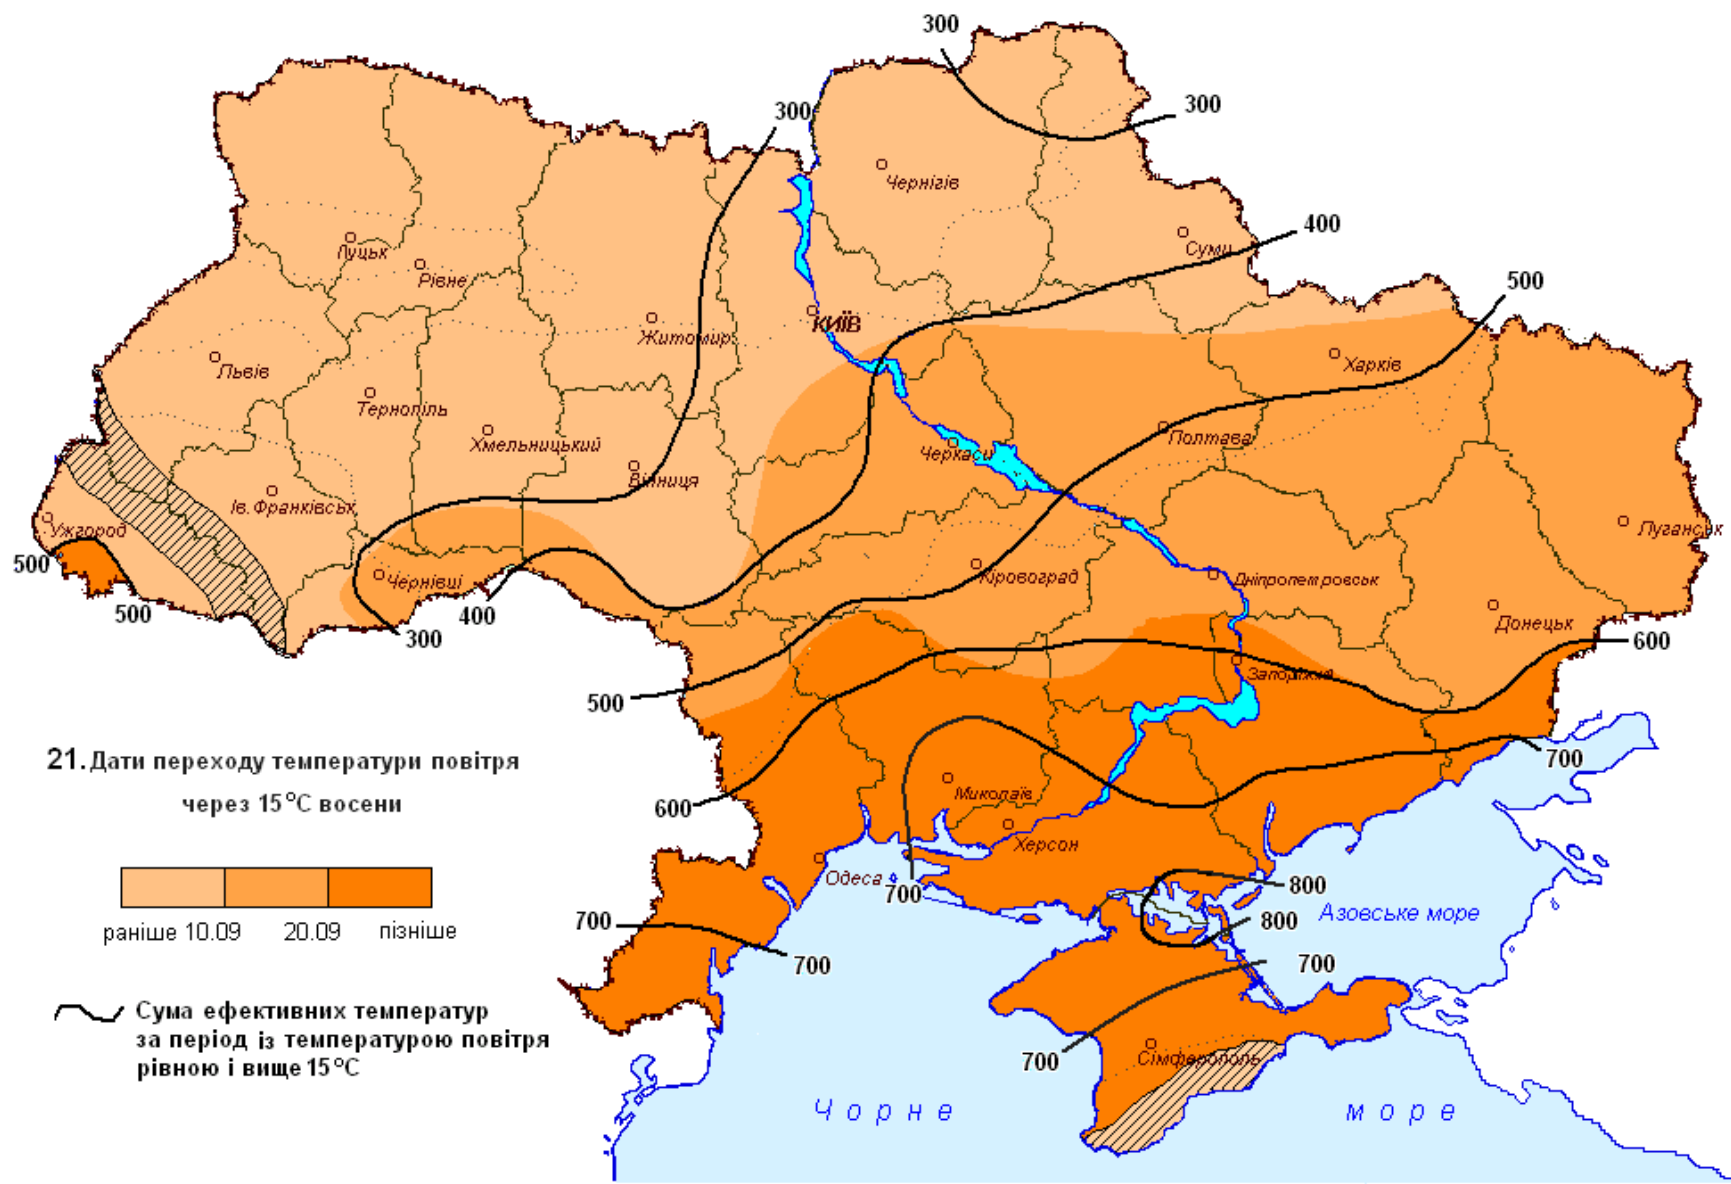 300
300
300
Чернігів
400
Суми
Луцьк
Рівне
500
КИЇВ
Житомир
Львів
Харків
Тернопіль
Хмельницький
Полтава
Черкаси
Вінниця
Ів.Франківськ
Ужгород
Луганськ
500
Чернівці
Кіровоград
Дніпропетровськ
500
400
300
Донецьк
600
Запоріжжя
500
21.Дати переходу температури повітря
через 15°С восени
700
600
Миколаїв
Херсон
Одеса
700
800
800
Азовське море
раніше 10.09 20.09 пізніше
700
700
700
Сума ефективних температур
за період із температурою повітря
рівною і вище 15°С
700
Сімферополь
Чорне море